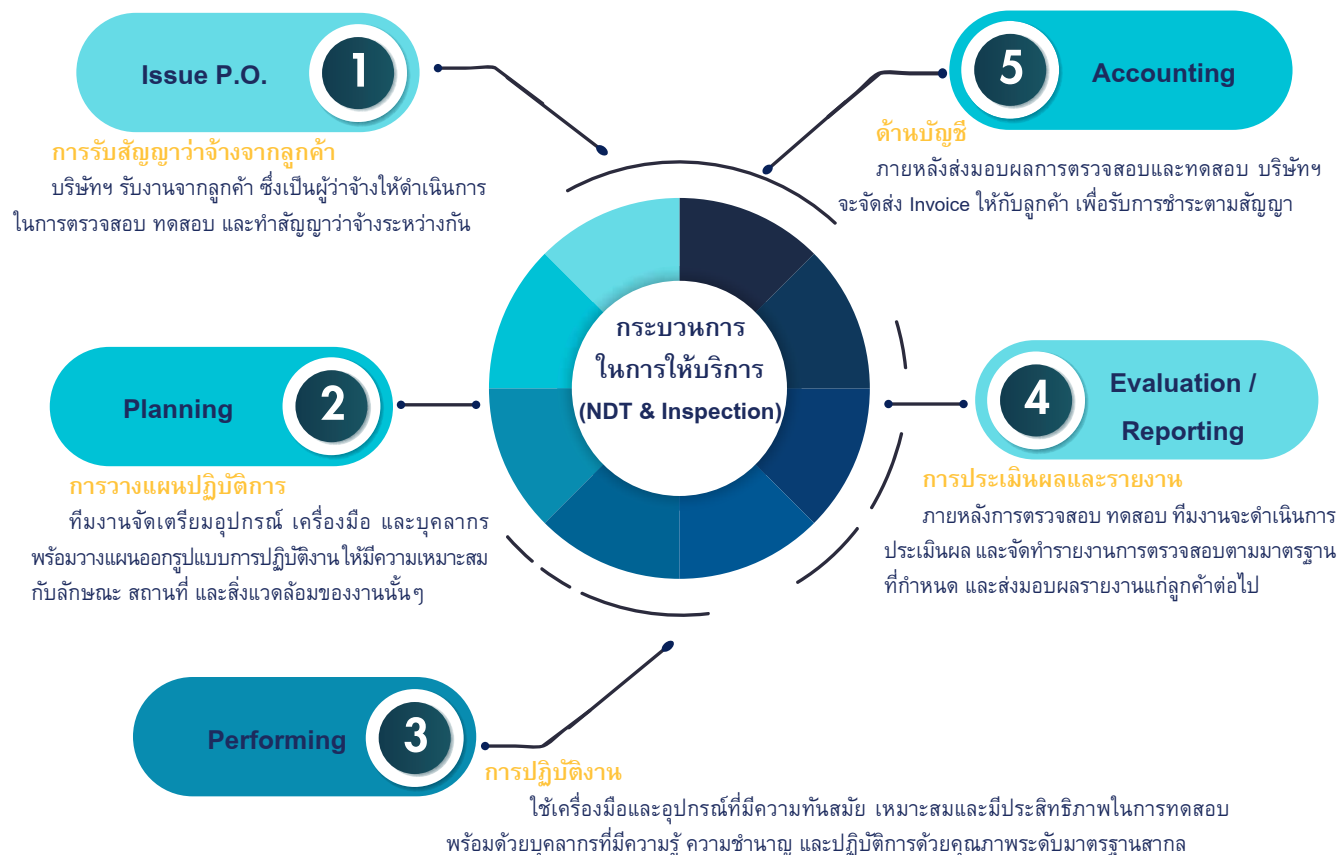 Issue P.O.
1
การรับสัญญาว่าจ้างจากลูกค้า
บริษัทฯ รับงานจากลูกค้า ซึ่งเป็นผู้ว่าจ้างให้ดำเนินการ
ในการตรวจสอบ ทดสอบ และทำสัญญาว่าจ้างระหว่างกัน
Planning
2
การวางแผนปฏิบัติการ
ทีมงานจัดเตรียมอุปกรณ์ เครื่องมือ และบุคลากร
พร้อมวางแผนออกรูปแบบการปฏิบัติงาน ให้มีความเหมาะสม
กับลักษณะ สถานที่ และสิ่งแวดล้อมของงานนั้นๆ
Performing
3
การปฏิบัติงาน
ใช้เครื่องมือและอุปกรณ์ที่มีความทันสมัย เหมาะสมและมีประสิทธิภาพในการทดสอบ
พร้อมด้วยบุคลากรที่มีความรู้ ความชำนาญ และปฏิบัติการด้วยคุณภาพระดับมาตรฐานสากล
กระบวนการ
ในการให้บริการ
(NDT & Inspection)
4
Evaluation /
Reporting
การประเมินผลและรายงาน
ภายหลังการตรวจสอบ ทดสอบ ทีมงานจะดำเนินการ
ประเมินผล และจัดทำรายงานการตรวจสอบตามมาตรฐาน
ที่กำหนด และส่งมอบผลรายงานแก่ลูกค้าต่อไป
5
Accounting
ด้านบัญชี
ภายหลังส่งมอบผลการตรวจสอบและทดสอบ บริษัทฯ
จะจัดส่ง Invoice ให้กับลูกค้า เพื่อรับการชำระตามสัญญา